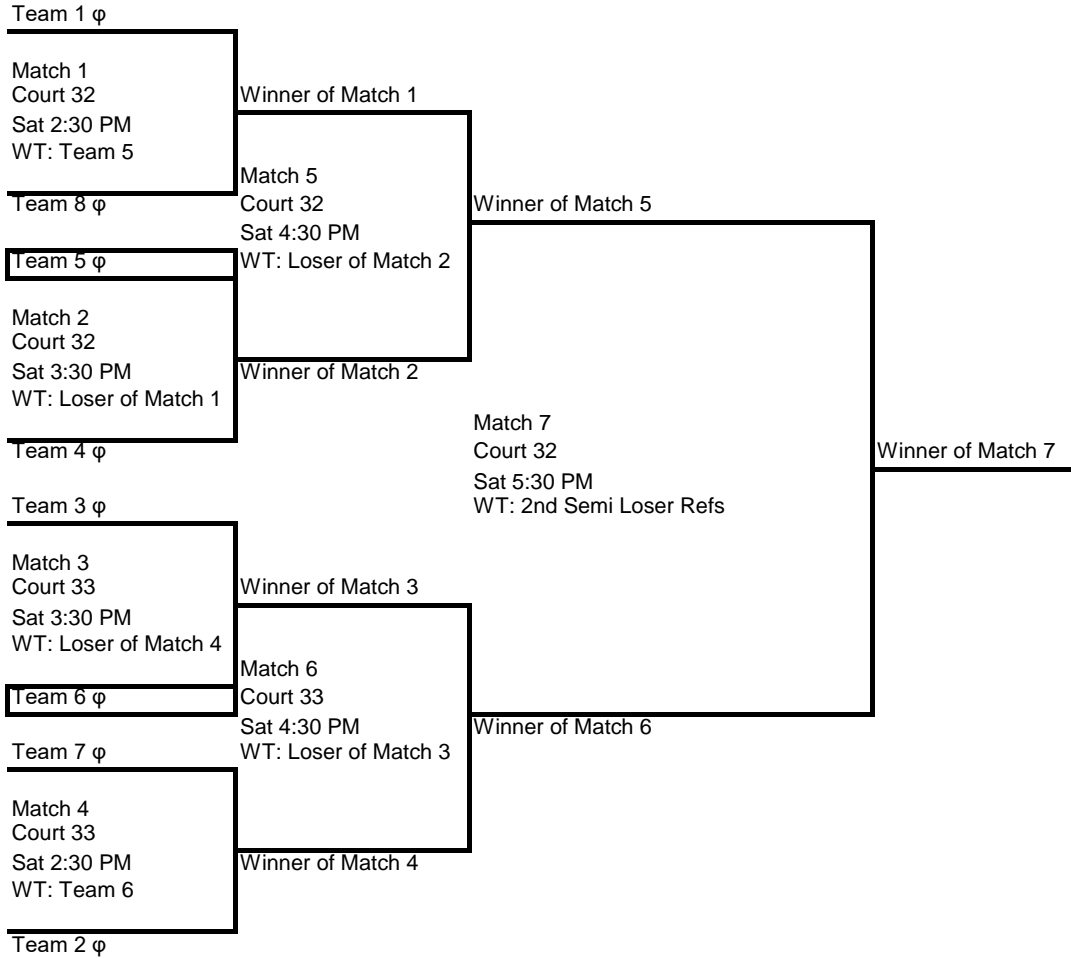 Team 1 φ
Match 1
Court 32
Sat 2:30 PM
WT: Team 5
Team 8 φ
Team 5 φ
Match 2
Court 32
Sat 3:30 PM
WT: Loser of Match 1
Team 4 φ
Team 3 φ
Match 3
Court 33
Sat 3:30 PM
WT: Loser of Match 4
Team 6 φ
Team 7 φ
Match 4
Court 33
Sat 2:30 PM
WT: Team 6
Team 2 φ
Winner of Match 1
Match 5
Court 32
Sat 4:30 PM
WT: Loser of Match 2
Winner of Match 2
Winner of Match 3
Match 6
Court 33
Sat 4:30 PM
WT: Loser of Match 3
Winner of Match 4
Winner of Match 5
Match 7
Court 32
Sat 5:30 PM
WT: 2nd Semi Loser Refs
Winner of Match 6
Winner of Match 7